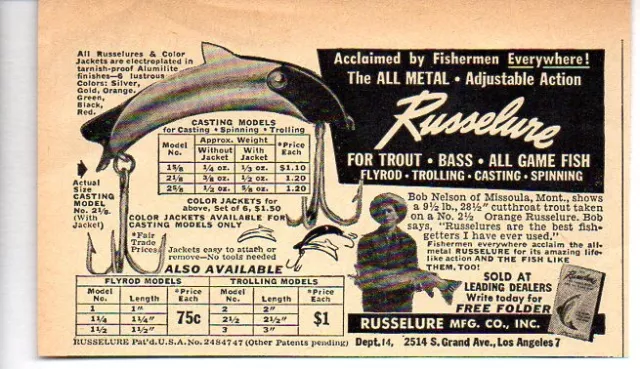 All Russelures & Color
Jackets are electroplated in
tarnish-proof Alumilite
finishes—6 lustrous
Colors: Silver,
Gold, Orange,
Green,
Black,
Red.
Acclaimed by Fishermen Everywhere!
The ALL METAL • Adjustable Action
Russelure
FOR TROUT • BASS • ALL GAME FISH
FLYROD • TROLLING • CASTING • SPINNING
CASTING MODELS
for Casting • Spinning • Trolling
Model No. Approx. Weight Without Jacket With Jacket *Price Each
1⅝ ¼ oz. ⅓ oz. $1.10
2⅛ ⅜ oz. ½ oz. 1.20
2⅝ ½ oz. ⅝ oz. 1.20
COLOR JACKETS for
above, Set of 6, $1.50
COLOR JACKETS AVAILABLE FOR
CASTING MODELS ONLY
Actual
Size
CASTING
MODEL
No. 2⅛.
(With
Jacket)
*Fair
Trade
Prices
Jackets easy to attach or
remove—No tools needed
Bob Nelson of Missoula, Mont., shows
a 9½ lb., 28½" cutthroat trout taken
on a No. 2½ Orange Russelure. Bob
says, "Russelures are the best fish-
getters I have ever used."
Fishermen everywhere acclaim the all-
metal RUSSELURE for its amazing life-
like action AND THE FISH LIKE
THEM, TOO!
ALSO AVAILABLE
FLYROD MODELS
Model No. Length *Price Each
1 1" 75c
1¼ 1¼"
1½ 1½"
TROLLING MODELS
Model No. Length *Price Each
2 2" $1
2½ 2½"
3 3"
SOLD AT
LEADING DEALERS
Write today for
FREE FOLDER
RUSSELURE MFG. CO., INC.
RUSSELURE Pat'd. U.S.A. No. 2484747 (Other Patents pending) Dept. 14, 2514 S. Grand Ave., Los Angeles 7